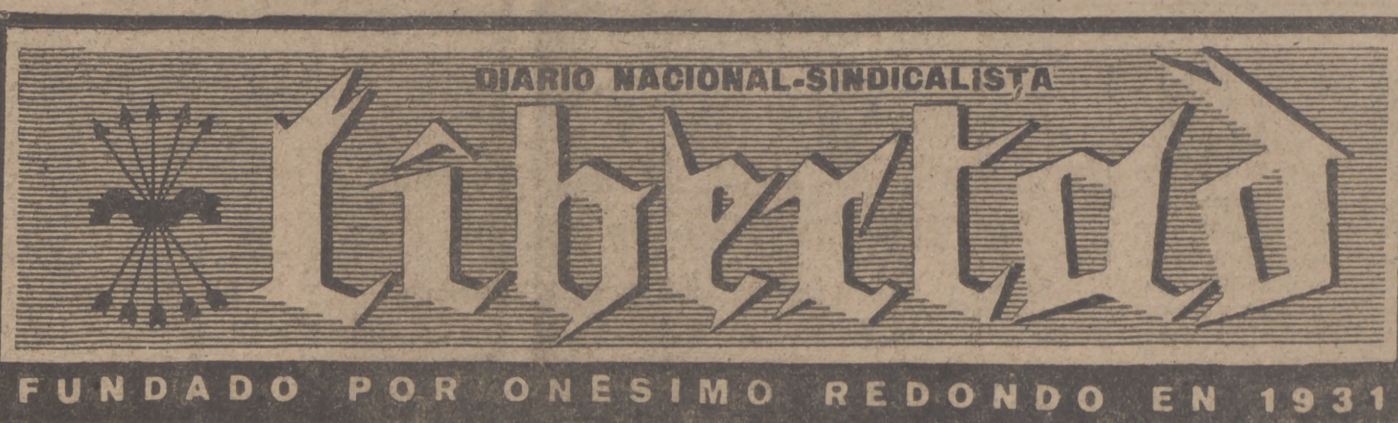 DIARIO NACIONAL-SINDICALISTA
Libertad
FUNDADO POR ONESIMO REDONDO EN 1931